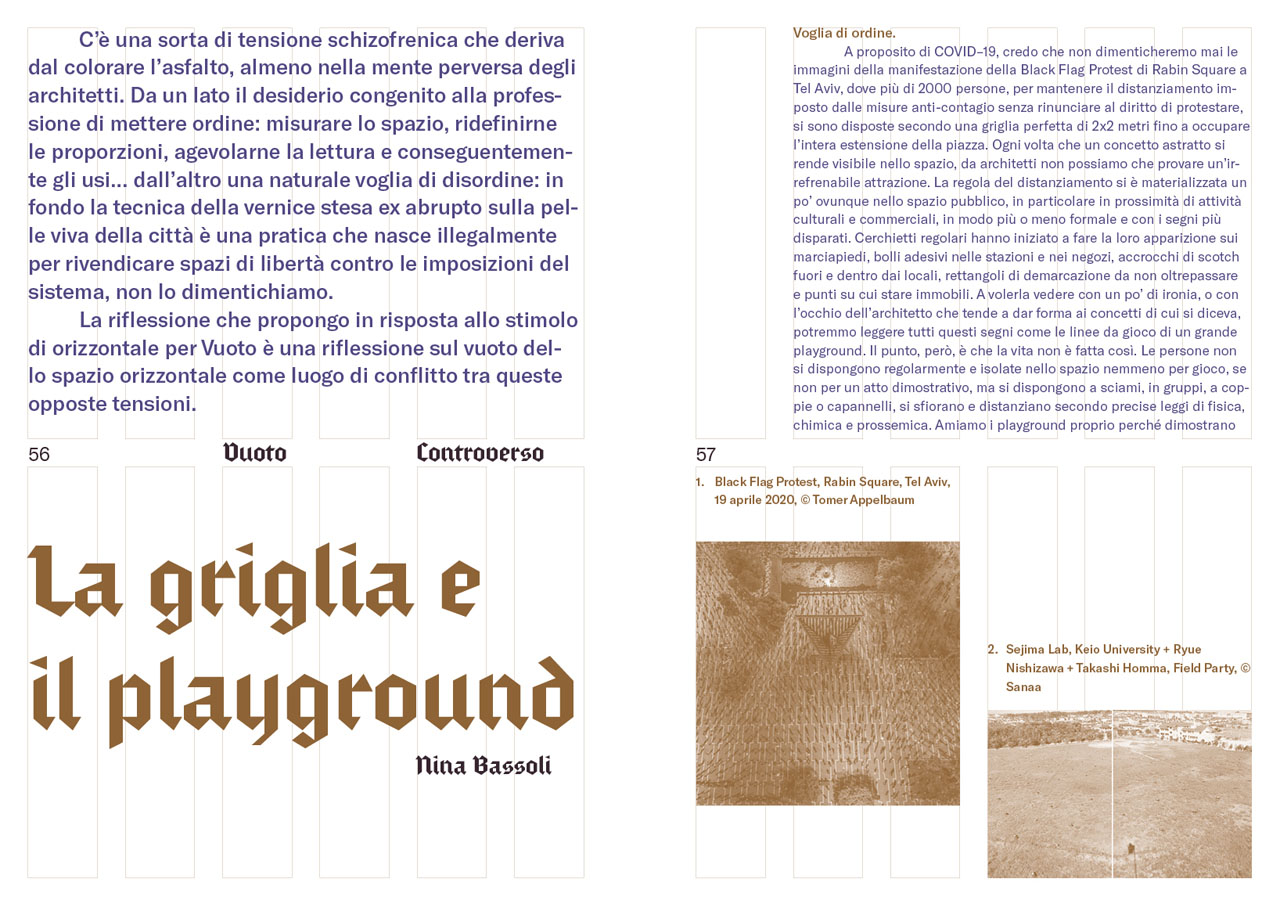 C’è una sorta di tensione schizofrenica che deriva
dal colorare l’asfalto, almeno nella mente perversa degli
architetti. Da un lato il desiderio congenito alla profes-
sione di mettere ordine: misurare lo spazio, ridefinirne
le proporzioni, agevolarne la lettura e conseguentemen-
te gli usi... dall’altro una naturale voglia di disordine: in
fondo la tecnica della vernice stesa ex abrupto sulla pel-
le viva della città è una pratica che nasce illegalmente
per rivendicare spazi di libertà contro le imposizioni del
sistema, non lo dimentichiamo.
La riflessione che propongo in risposta allo stimolo
di orizzontale per Vuoto è una riflessione sul vuoto del-
lo spazio orizzontale come luogo di conflitto tra queste
opposte tensioni.
56 Vuoto Controverso
La griglia e
il playground
Nina Bassoli
Voglia di ordine.
A proposito di COVID–19, credo che non dimenticheremo mai le
immagini della manifestazione della Black Flag Protest di Rabin Square a
Tel Aviv, dove più di 2000 persone, per mantenere il distanziamento im-
posto dalle misure anti-contagio senza rinunciare al diritto di protestare,
si sono disposte secondo una griglia perfetta di 2x2 metri fino a occupare
l’intera estensione della piazza. Ogni volta che un concetto astratto si
rende visibile nello spazio, da architetti non possiamo che provare un’ir-
refrenabile attrazione. La regola del distanziamento si è materializzata un
po’ ovunque nello spazio pubblico, in particolare in prossimità di attività
culturali e commerciali, in modo più o meno formale e con i segni più
disparati. Cerchietti regolari hanno iniziato a fare la loro apparizione sui
marciapiedi, bolli adesivi nelle stazioni e nei negozi, accrocchi di scotch
fuori e dentro dai locali, rettangoli di demarcazione da non oltrepassare
e punti su cui stare immobili. A volerla vedere con un po’ di ironia, o con
l’occhio dell’architetto che tende a dar forma ai concetti di cui si diceva,
potremmo leggere tutti questi segni come le linee da gioco di un grande
playground. Il punto, però, è che la vita non è fatta così. Le persone non
si dispongono regolarmente e isolate nello spazio nemmeno per gioco, se
non per un atto dimostrativo, ma si dispongono a sciami, in gruppi, a cop-
pie o capannelli, si sfiorano e distanziano secondo precise leggi di fisica,
chimica e prossemica. Amiamo i playground proprio perché dimostrano
57
1. Black Flag Protest, Rabin Square, Tel Aviv,
19 aprile 2020, © Tomer Appelbaum
2. Sejima Lab, Keio University + Ryue
Nishizawa + Takashi Homma, Field Party, ©
Sanaa